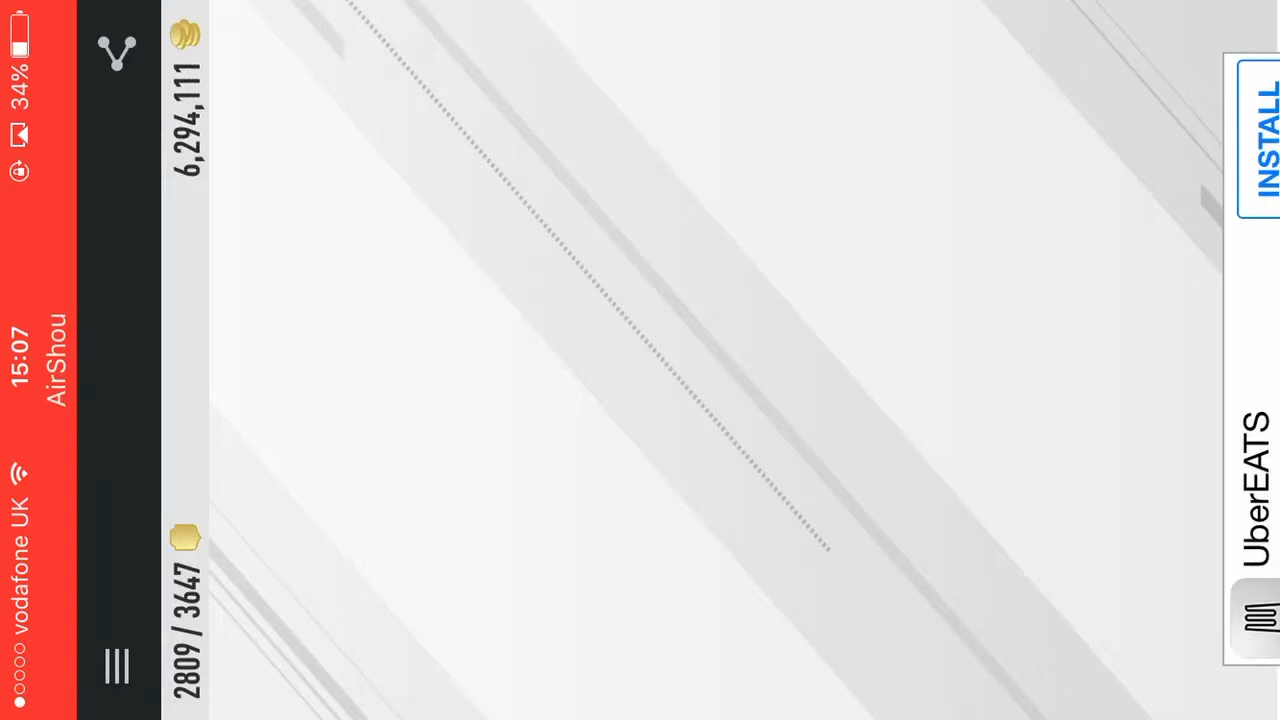 vodafone UK 15:07 34%
AirShou
2809 / 3647 6,294,111
UberEATS INSTALL